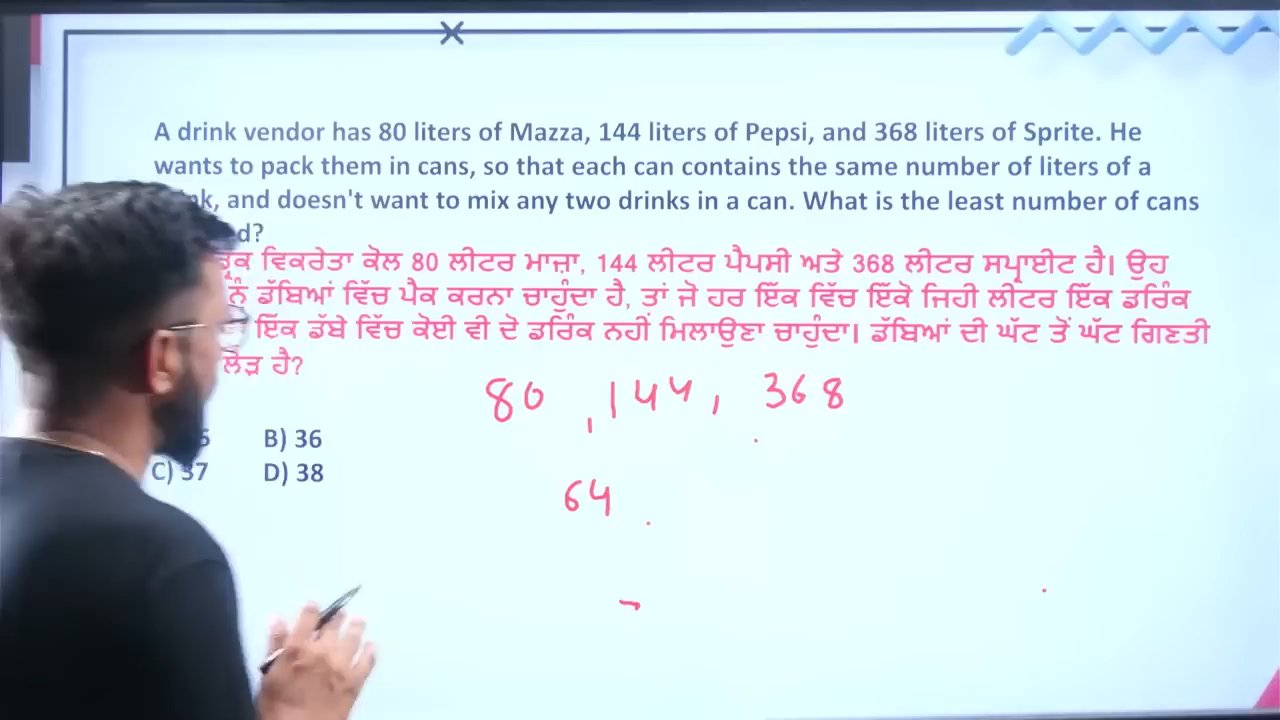 A drink vendor has 80 liters of Mazza, 144 liters of Pepsi, and 368 liters of Sprite. He
wants to pack them in cans, so that each can contains the same number of liters of a
and doesn't want to mix any two drinks in a can. What is the least number of cans
ਵਿਕਰੇਤਾ ਕੋਲ 80 ਲੀਟਰ ਮਾਜ਼ਾ, 144 ਲੀਟਰ ਪੈਪਸੀ ਅਤੇ 368 ਲੀਟਰ ਸਪ੍ਰਾਈਟ ਹੈ। ਉਹ
ਡੱਬਿਆਂ ਵਿੱਚ ਪੈਕ ਕਰਨਾ ਚਾਹੁੰਦਾ ਹੈ, ਤਾਂ ਜੋ ਹਰ ਇੱਕ ਵਿੱਚ ਇੱਕੋ ਜਿਹੀ ਲੀਟਰ ਇੱਕ ਡਰਿੰਕ
ਇੱਕ ਡੱਬੇ ਵਿੱਚ ਕੋਈ ਵੀ ਦੋ ਡਰਿੰਕ ਨਹੀਂ ਮਿਲਾਉਣਾ ਚਾਹੁੰਦਾ। ਡੱਬਿਆਂ ਦੀ ਘੱਟ ਤੋਂ ਘੱਟ ਗਿਣਤੀ
ਹੈ?
80 , 144 , 368
B) 36
C) 37 D) 38
64